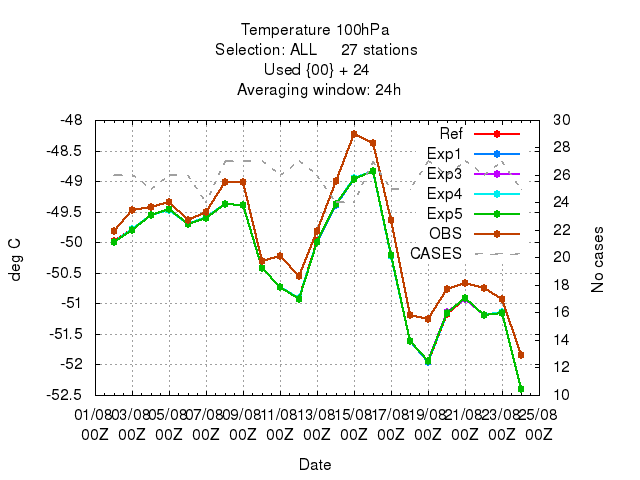 Temperature 100hPa
Selection: ALL     27 stations
Used {00} + 24
Averaging window: 24h
-48
-48.5
-49
-49.5
-50
-50.5
-51
-51.5
-52
-52.5
deg C
30
28
26
24
22
20
18
16
14
12
10
No cases
Ref
Exp1
Exp3
Exp4
Exp5
OBS
CASES
01/08 03/08 05/08 07/08 09/08 11/08 13/08 15/08 17/08 19/08 21/08 23/08 25/08
00Z 00Z 00Z 00Z 00Z 00Z 00Z 00Z 00Z 00Z 00Z 00Z 00Z
Date